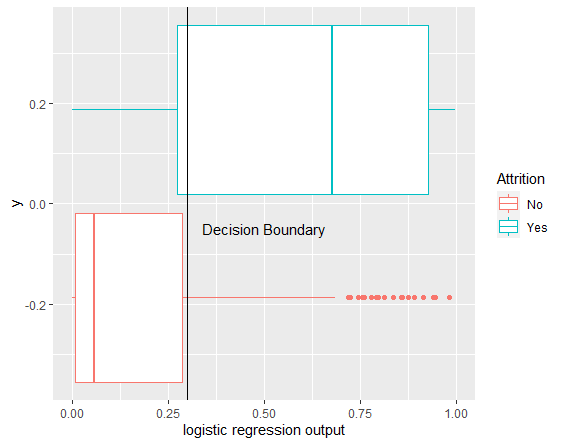 y
0.2
0.0
-0.2
Decision Boundary
0.00
0.25
0.50
0.75
1.00
logistic regression output
Attrition
No
Yes